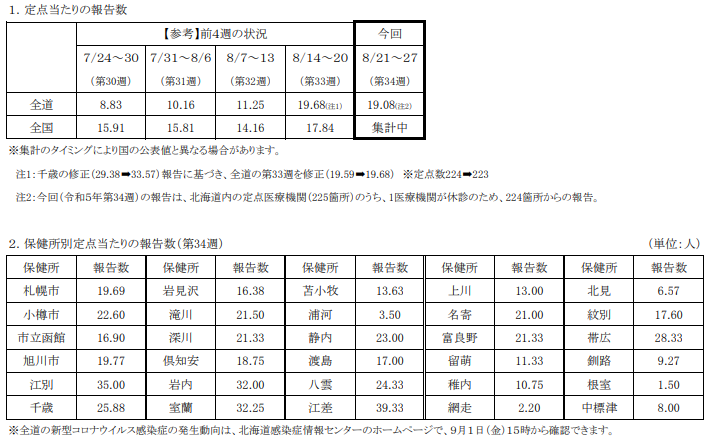 1．定点当たりの報告数
【参考】前4週の状況 今回
7/24～30 7/31～8/6 8/7～13 8/14～20 8/21～27
（第30週） （第31週） （第32週） （第33週） （第34週）
全道 8.83 10.16 11.25 19.68(注1) 19.08(注2)
全国 15.91 15.81 14.16 17.84 集計中
※集計のタイミングにより国の公表値と異なる場合があります。
注1：千歳の修正（29.38➡33.57）報告に基づき、全道の第33週を修正（19.59➡19.68） ※定点数224➡223
注2：今回（令和5年第34週）の報告は、北海道内の定点医療機関（225箇所）のうち、1医療機関が休診のため、224箇所からの報告。
2．保健所別定点当たりの報告数（第34週） （単位：人）
保健所 報告数 保健所 報告数 保健所 報告数 保健所 報告数 保健所 報告数
札幌市 19.69 岩見沢 16.38 苫小牧 13.63 上川 13.00 北見 6.57
小樽市 22.60 滝川 21.50 浦河 3.50 名寄 21.00 紋別 17.60
市立函館 16.90 深川 21.33 静内 23.00 富良野 21.33 帯広 28.33
旭川市 19.77 倶知安 18.75 渡島 17.00 留萌 11.33 釧路 9.27
江別 35.00 岩内 32.00 八雲 24.33 稚内 10.75 根室 1.50
千歳 25.88 室蘭 32.25 江差 39.33 網走 2.20 中標津 8.00
※全道の新型コロナウイルス感染症の発生動向は、北海道感染症情報センターのホームページで、9月1日（金）15時から確認できます。